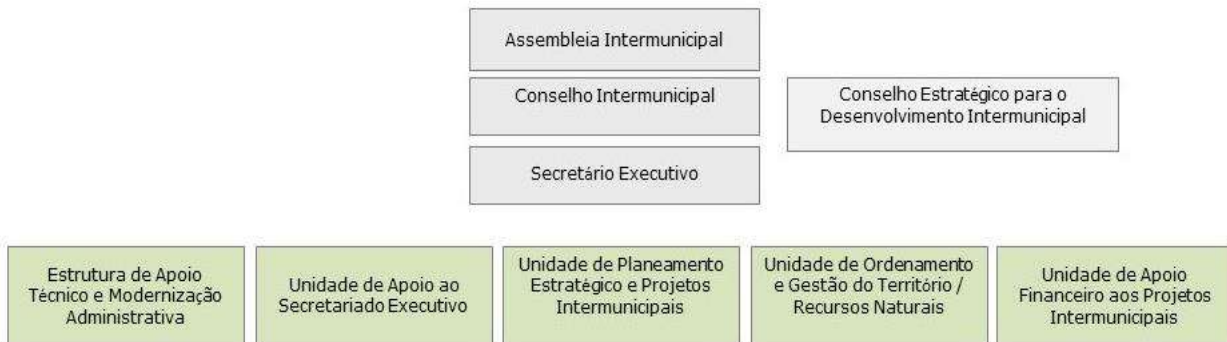 Assembleia Intermunicipal
Conselho Intermunicipal
Conselho Estratégico para o
Desenvolvimento Intermunicipal
Secretário Executivo
Estrutura de Apoio
Técnico e Modernização
Administrativa
Unidade de Apoio ao
Secretariado Executivo
Unidade de Planeamento
Estratégico e Projetos
Intermunicipais
Unidade de Ordenamento
e Gestão do Território /
Recursos Naturais
Unidade de Apoio
Financeiro aos Projetos
Intermunicipais